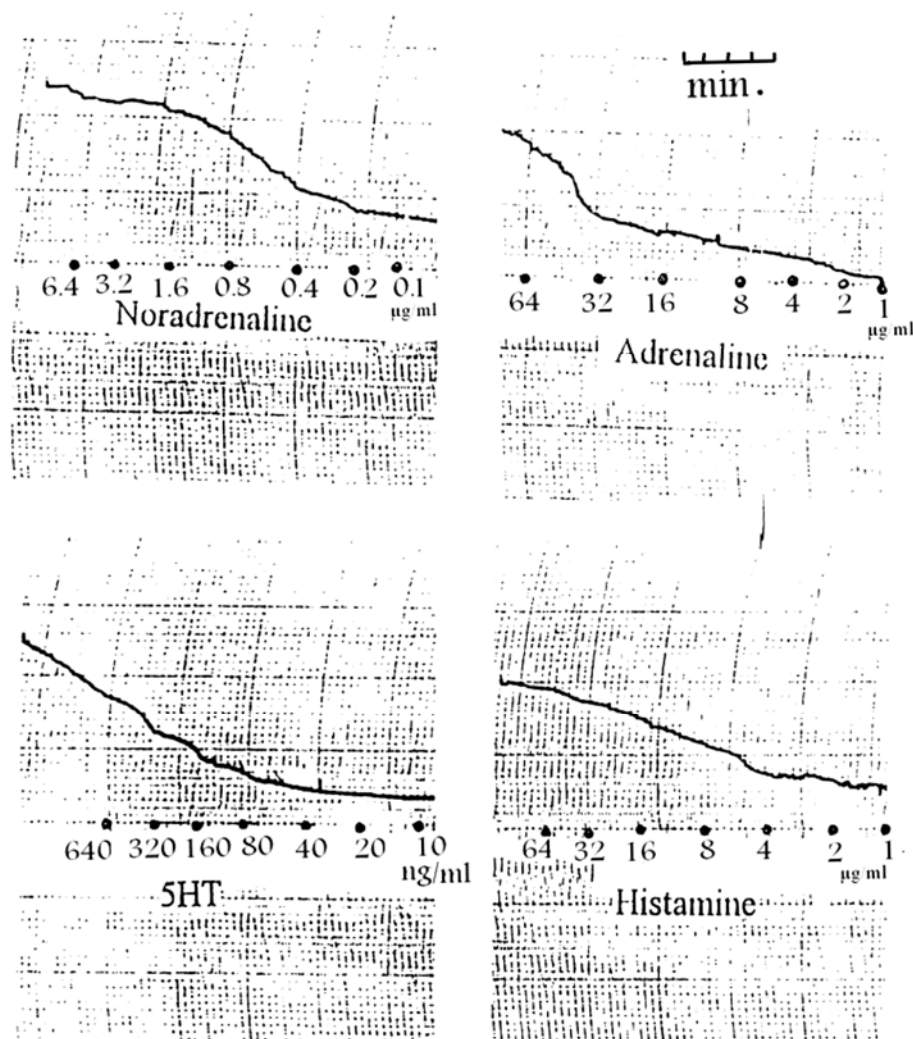 min.
6.4 3.2 1.6 0.8 0.4 0.2 0.1
µg/ml
Noradrenaline
64 32 16 8 4 2 1
µg/ml
Adrenaline
640 320 160 80 40 20 10
ng/ml
5HT
64 32 16 8 4 2 1
µg/ml
Histamine